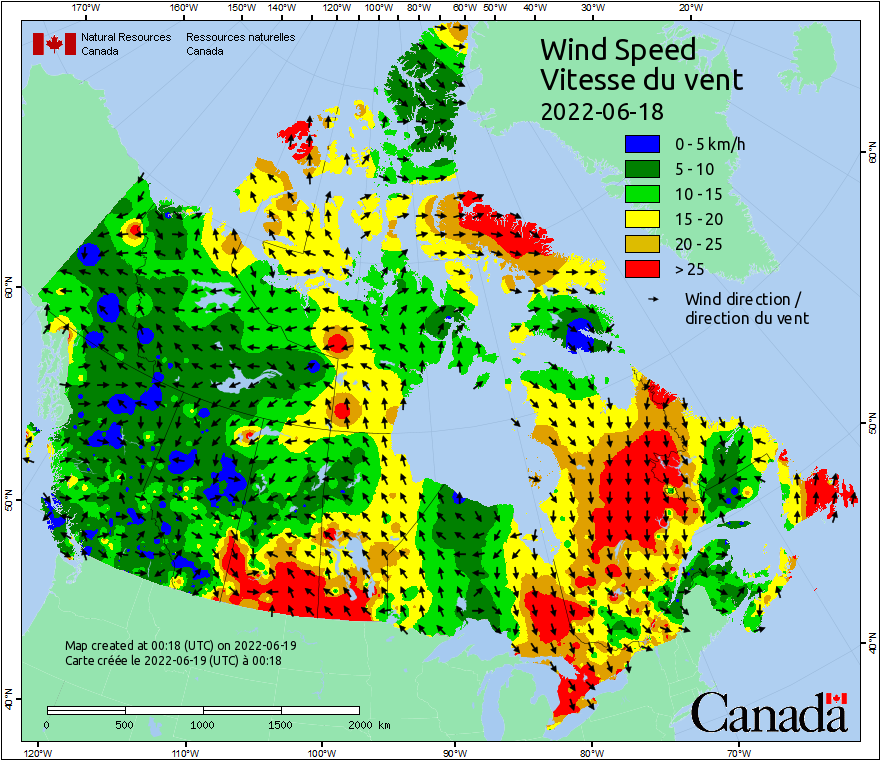 170°W 160°W 150°W 140°W 120°W 100°W 80°W 60°W 50°W 40°W 30°W 20°W
Natural Resources Canada
Ressources naturelles Canada
Wind Speed
Vitesse du vent
2022-06-18
0 - 5 km/h
5 - 10
10 - 15
15 - 20
20 - 25
> 25
Wind direction /
direction du vent
60°N
60°N
50°N
50°N
40°N
40°N
Map created at 00:18 (UTC) on 2022-06-19
Carte créée le 2022-06-19 (UTC) à 00:18
0 500 1000 1500 2000 km
Canada
120°W 110°W 100°W 90°W 80°W 70°W